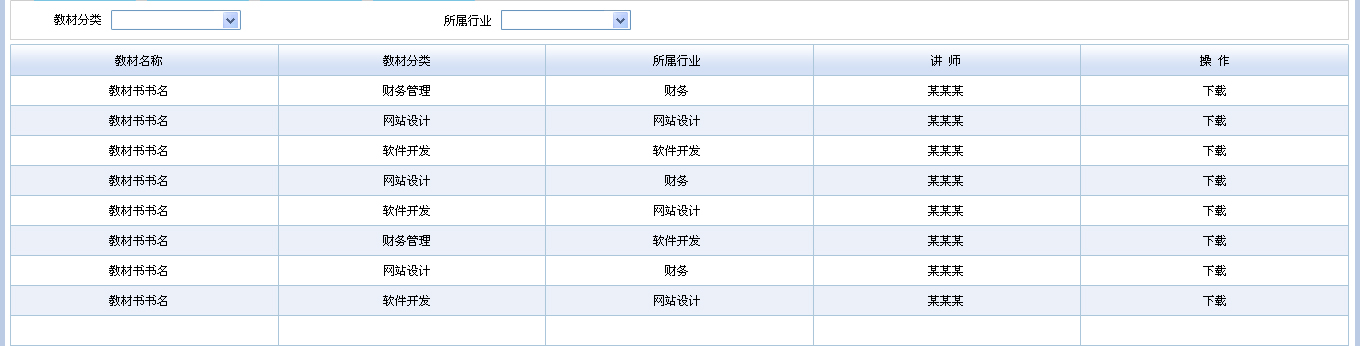 教材分类 所属行业
教材名称 教材分类 所属行业 讲 师 操 作
教材书书名 财务管理 财务 某某某 下载
教材书书名 网站设计 网站设计 某某某 下载
教材书书名 软件开发 软件开发 某某某 下载
教材书书名 网站设计 财务 某某某 下载
教材书书名 软件开发 网站设计 某某某 下载
教材书书名 财务管理 软件开发 某某某 下载
教材书书名 网站设计 财务 某某某 下载
教材书书名 软件开发 网站设计 某某某 下载